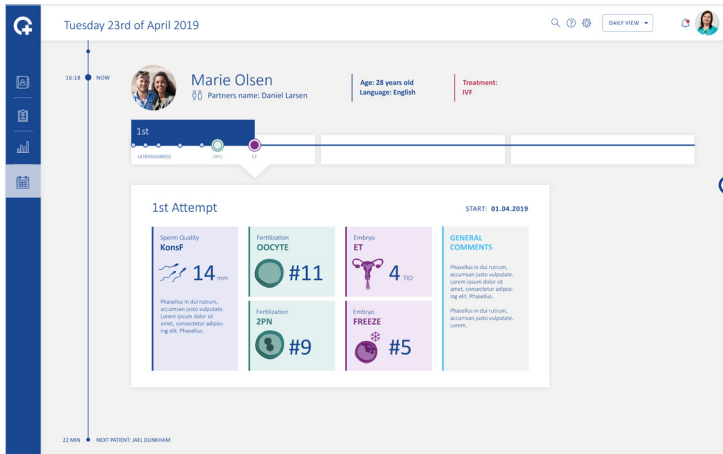 Tuesday 23rd of April 2019
DAILY VIEW
16:18 NOW
Marie Olsen
Partners name: Daniel Larsen
Age: 28 years old
Language: English
Treatment:
IVF
1st
ULTRASOUND(S) OPU ET
1st Attempt
START: 01.04.2019
Sperm Quality
KonsF
14 mm
Phasellus in dui rutrum,
accumsan justo vulputate.
Lorem ipsum dolor sit
amet, consectetur adipisc-
ing elit. Phasellus.
Fertilization
OOCYTE
#11
Fertilization
2PN
#9
Embryo
ET
4 TIO
Embryo
FREEZE
#5
GENERAL
COMMENTS
Phasellus in dui rutrum,
accumsan justo vulputate.
Lorem ipsum dolor sit
amet, consectetur adipisc-
ing elit. Phasellus.
Phasellus in dui rutrum,
accumsan justo vulputate.
Lorem.
22 MIN NEXT PATIENT: JAEL DUNKHAM